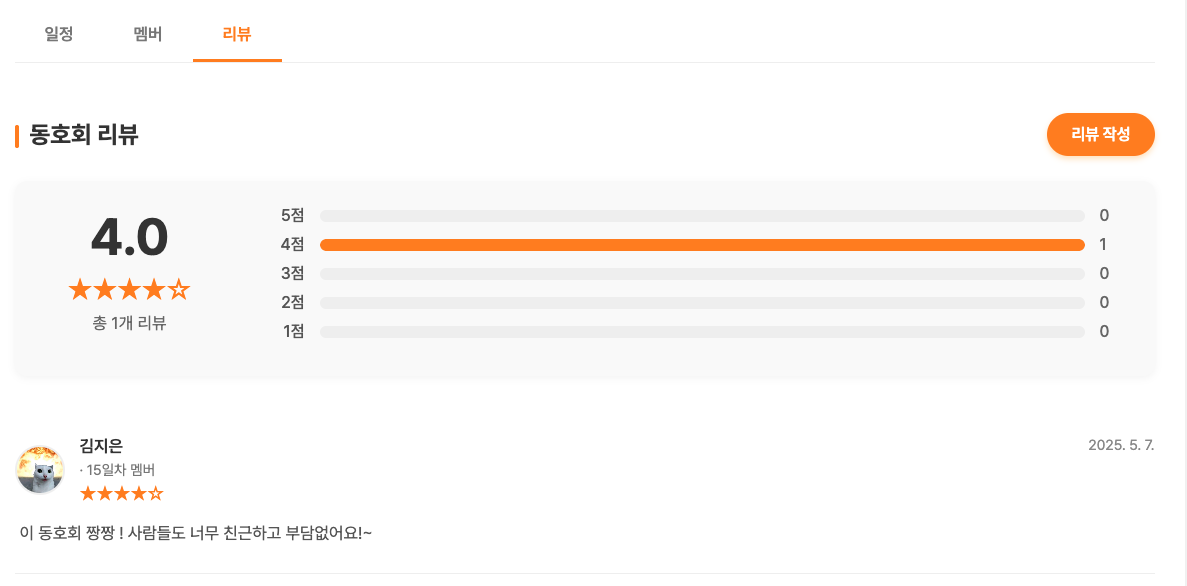 일정 멤버 리뷰
동호회 리뷰
리뷰 작성
4.0
★★★★☆
총 1개 리뷰
5점 0
4점 1
3점 0
2점 0
1점 0
김지은
2025. 5. 7.
· 15일차 멤버
★★★★☆
이 동호회 짱짱 ! 사람들도 너무 친근하고 부담없어요!~